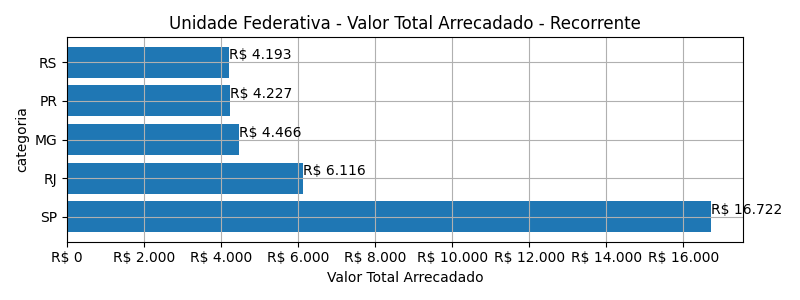 Unidade Federativa - Valor Total Arrecadado - Recorrente
categoria
RS
R$ 4.193
PR
R$ 4.227
MG
R$ 4.466
RJ
R$ 6.116
SP
R$ 16.722
R$ 0
R$ 2.000
R$ 4.000
R$ 6.000
R$ 8.000
R$ 10.000
R$ 12.000
R$ 14.000
R$ 16.000
Valor Total Arrecadado